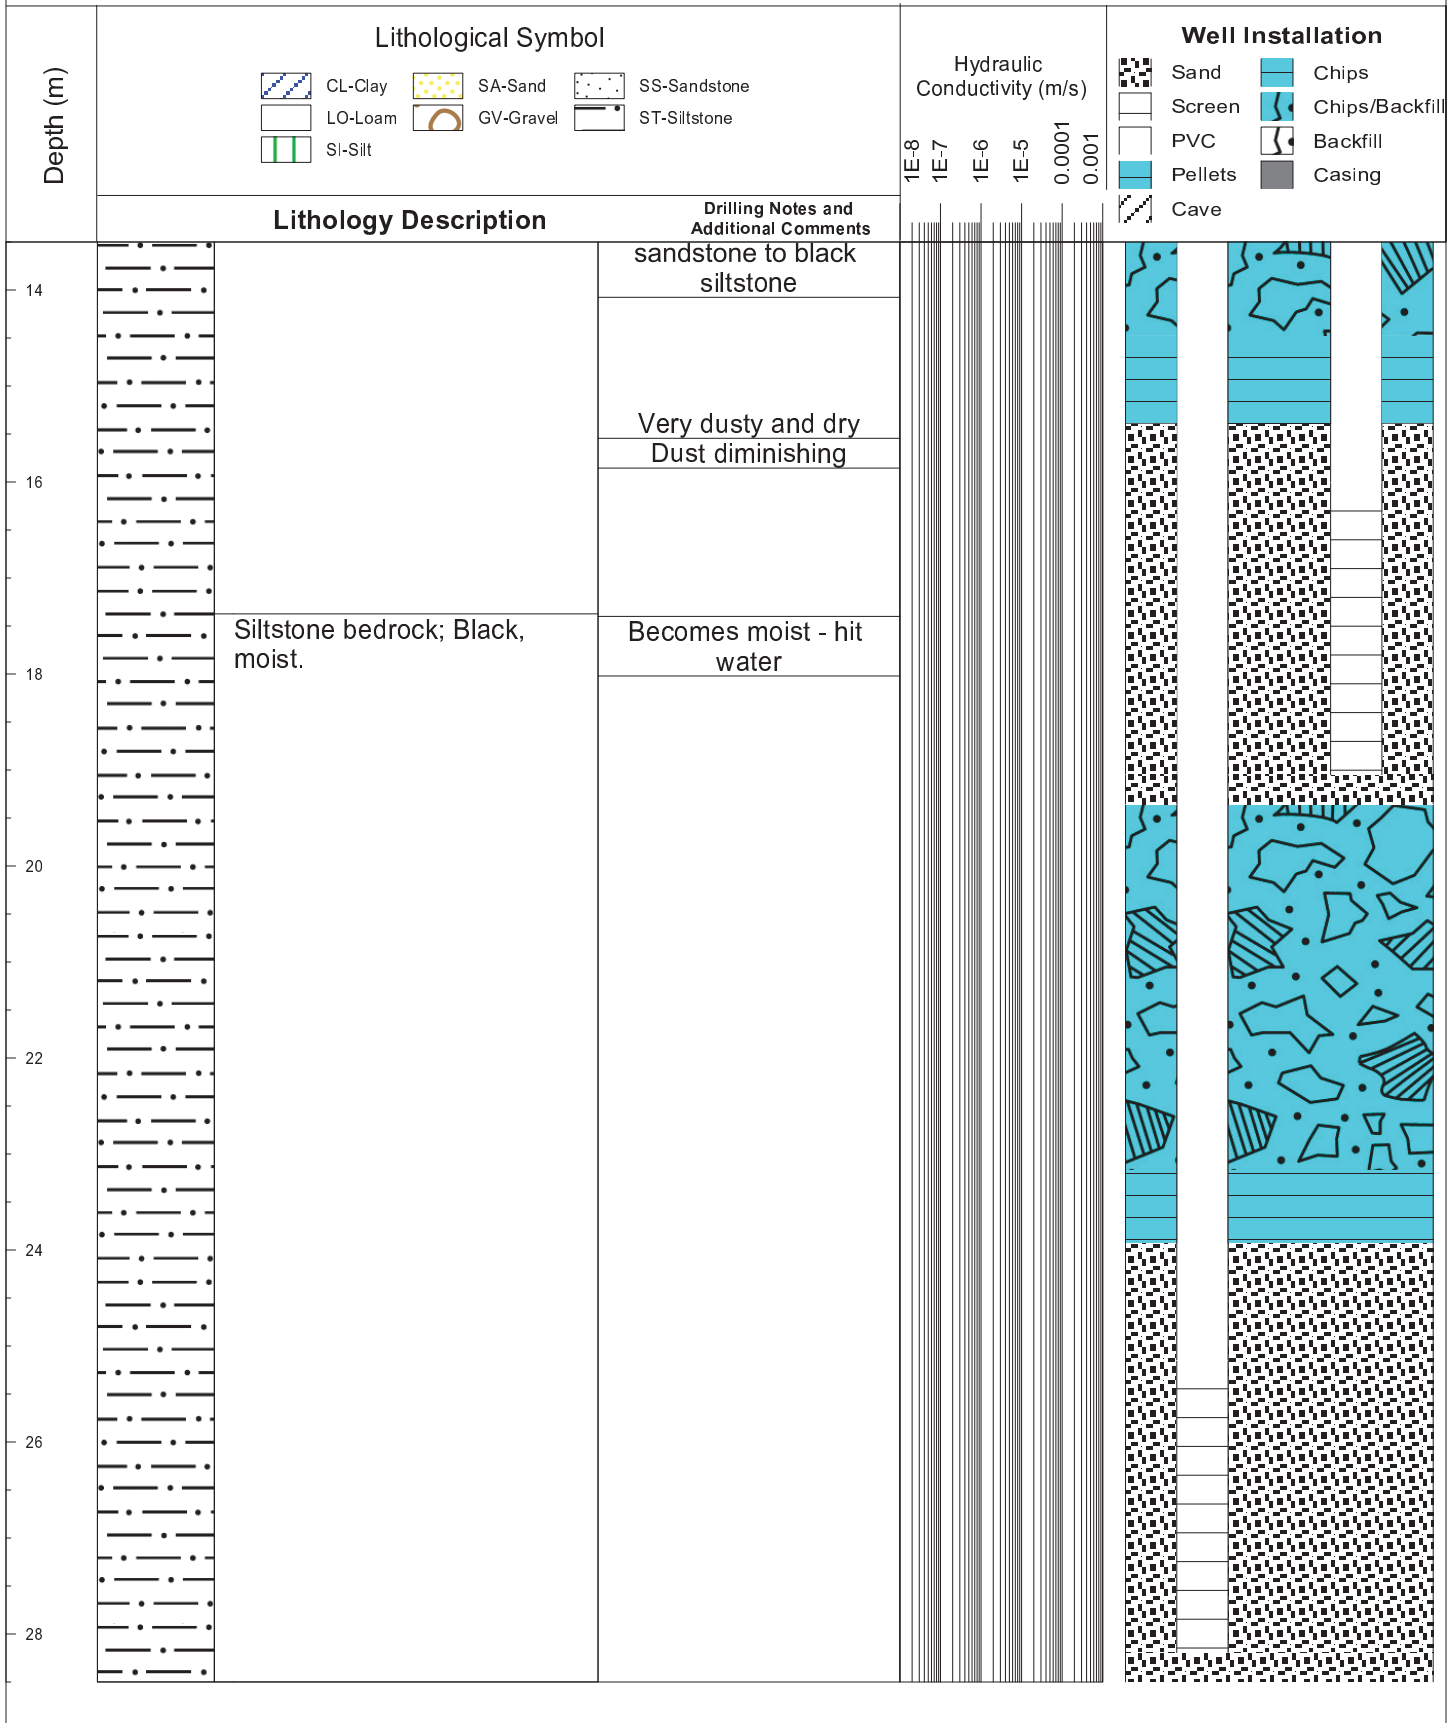 Depth (m)
Lithological Symbol
CL-Clay
SA-Sand
SS-Sandstone
LO-Loam
GV-Gravel
ST-Siltstone
SI-Silt
Lithology Description
Drilling Notes and
Additional Comments
Hydraulic
Conductivity (m/s)
1E-8
1E-7
1E-6
1E-5
0.0001
0.001
Well Installation
Sand
Chips
Screen
Chips/Backfill
PVC
Backfill
Pellets
Casing
Cave
sandstone to black
siltstone
14
Very dusty and dry
Dust diminishing
16
Siltstone bedrock; Black,
moist.
Becomes moist - hit
water
18
20
22
24
26
28